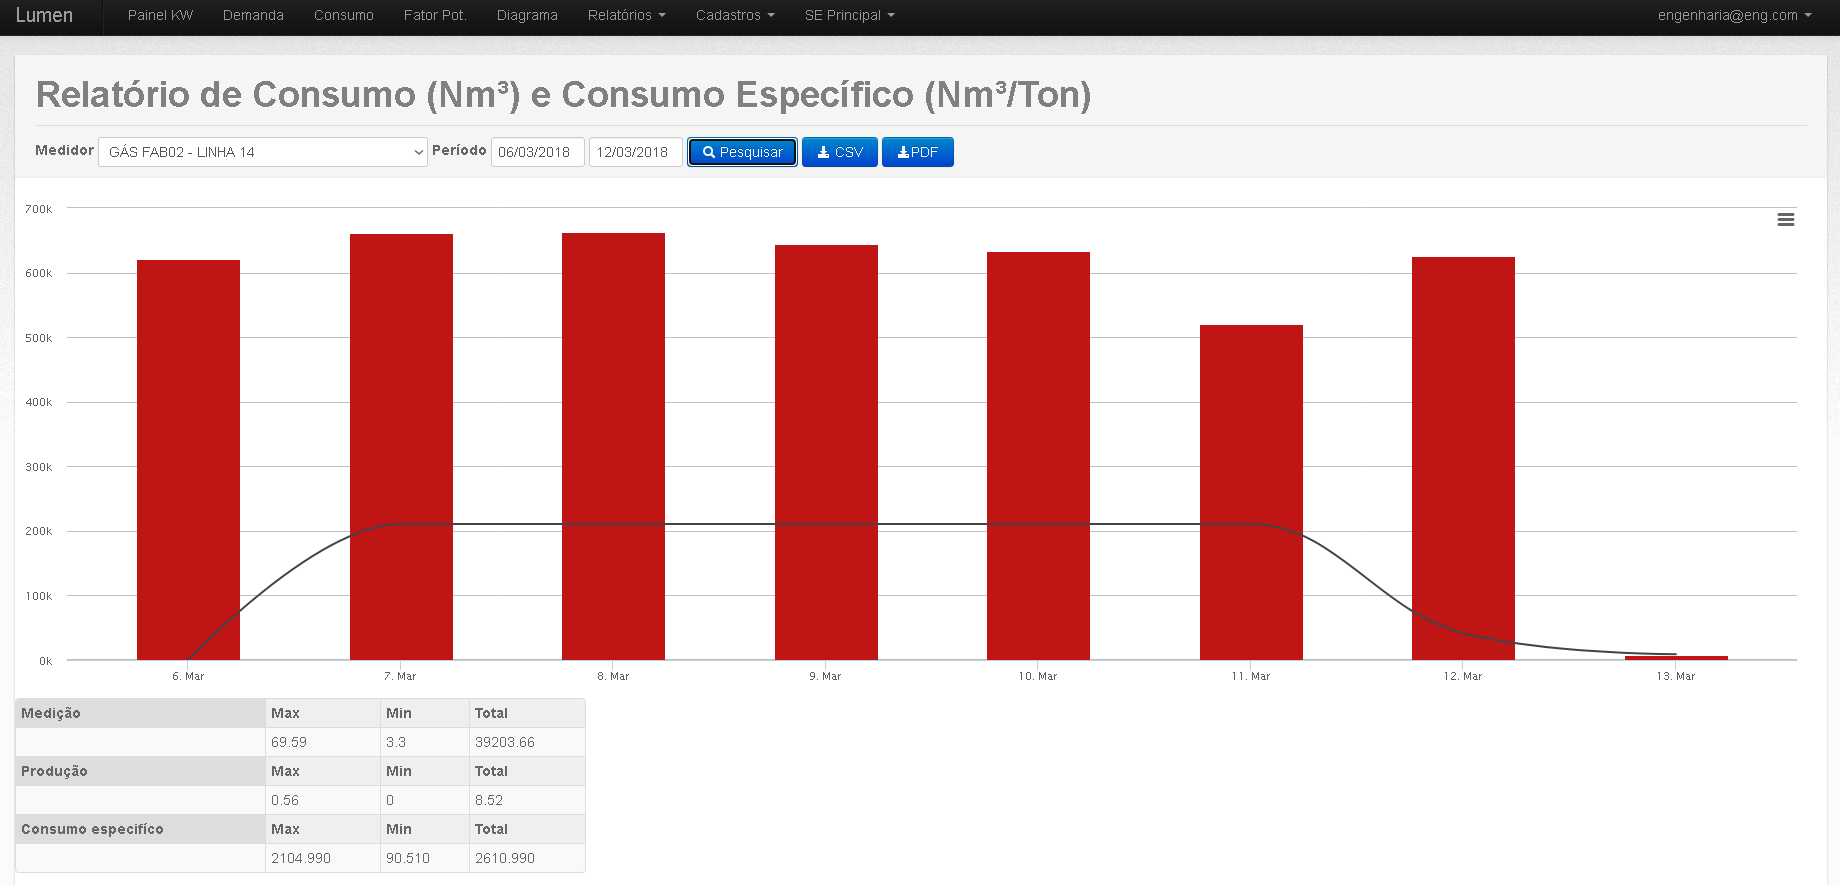 Lumen Painel KW Demanda Consumo Fator Pot. Diagrama Relatórios Cadastros SE Principal engenharia@eng.com
Relatório de Consumo (Nm³) e Consumo Específico (Nm³/Ton)
Medidor GÁS FAB02 - LINHA 14 Período 06/03/2018 12/03/2018 Pesquisar CSV PDF
700k
600k
500k
400k
300k
200k
100k
0k
6. Mar 7. Mar 8. Mar 9. Mar 10. Mar 11. Mar 12. Mar 13. Mar
Medição Max Min Total
69.59 3.3 39203.66
Produção Max Min Total
0.56 0 8.52
Consumo especifíco Max Min Total
2104.990 90.510 2610.990